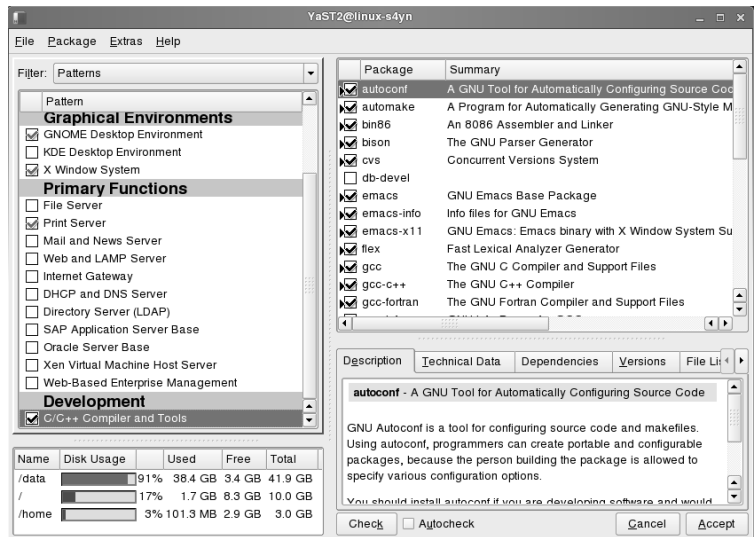 YaST2@linux-s4yn
File Package Extras Help
Filter: Patterns
Pattern
Graphical Environments
GNOME Desktop Environment
KDE Desktop Environment
X Window System
Primary Functions
File Server
Print Server
Mail and News Server
Web and LAMP Server
Internet Gateway
DHCP and DNS Server
Directory Server (LDAP)
SAP Application Server Base
Oracle Server Base
Xen Virtual Machine Host Server
Web-Based Enterprise Management
Development
C/C++ Compiler and Tools
Name Disk Usage Used Free Total
/data 91% 38.4 GB 3.4 GB 41.9 GB
/ 17% 1.7 GB 8.3 GB 10.0 GB
/home 3% 101.3 MB 2.9 GB 3.0 GB
Package Summary
autoconf A GNU Tool for Automatically Configuring Source Coc
automake A Program for Automatically Generating GNU-Style M
bin86 An 8086 Assembler and Linker
bison The GNU Parser Generator
cvs Concurrent Versions System
db-devel
emacs GNU Emacs Base Package
emacs-info Info files for GNU Emacs
emacs-x11 GNU Emacs: Emacs binary with X Window System Su
flex Fast Lexical Analyzer Generator
gcc The GNU C Compiler and Support Files
gcc-c++ The GNU C++ Compiler
gcc-fortran The GNU Fortran Compiler and Support Files
Description Technical Data Dependencies Versions File Li
autoconf - A GNU Tool for Automatically Configuring Source Code
GNU Autoconf is a tool for configuring source code and makefiles.
Using autoconf, programmers can create portable and configurable
packages, because the person building the package is allowed to
specify various configuration options.
You should install autoconf if you are developing software and would
Check Autocheck Cancel Accept